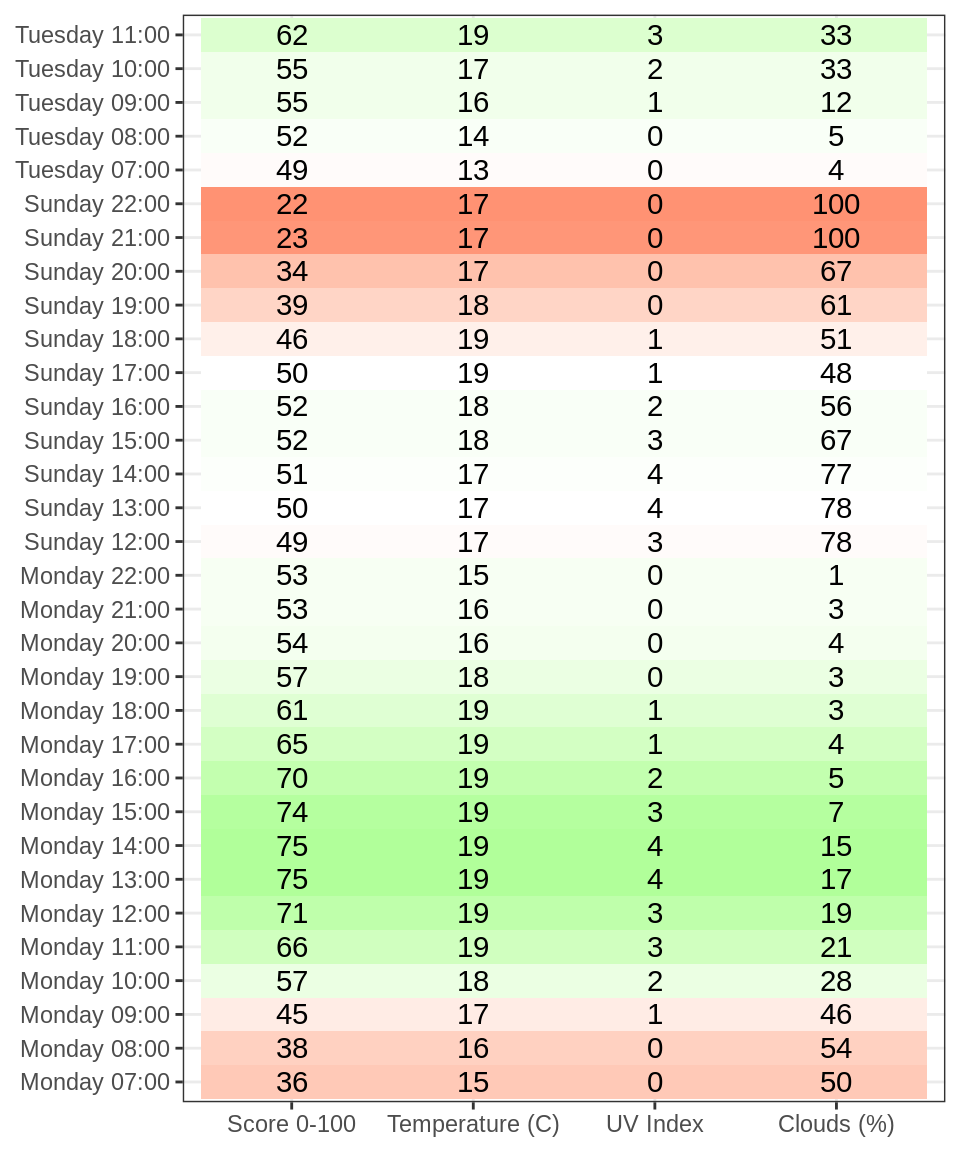 Tuesday 11:00 62 19 3 33
Tuesday 10:00 55 17 2 33
Tuesday 09:00 55 16 1 12
Tuesday 08:00 52 14 0 5
Tuesday 07:00 49 13 0 4
Sunday 22:00 22 17 0 100
Sunday 21:00 23 17 0 100
Sunday 20:00 34 17 0 67
Sunday 19:00 39 18 0 61
Sunday 18:00 46 19 1 51
Sunday 17:00 50 19 1 48
Sunday 16:00 52 18 2 56
Sunday 15:00 52 18 3 67
Sunday 14:00 51 17 4 77
Sunday 13:00 50 17 4 78
Sunday 12:00 49 17 3 78
Monday 22:00 53 15 0 1
Monday 21:00 53 16 0 3
Monday 20:00 54 16 0 4
Monday 19:00 57 18 0 3
Monday 18:00 61 19 1 3
Monday 17:00 65 19 1 4
Monday 16:00 70 19 2 5
Monday 15:00 74 19 3 7
Monday 14:00 75 19 4 15
Monday 13:00 75 19 4 17
Monday 12:00 71 19 3 19
Monday 11:00 66 19 3 21
Monday 10:00 57 18 2 28
Monday 09:00 45 17 1 46
Monday 08:00 38 16 0 54
Monday 07:00 36 15 0 50
Score 0-100 Temperature (C) UV Index Clouds (%)